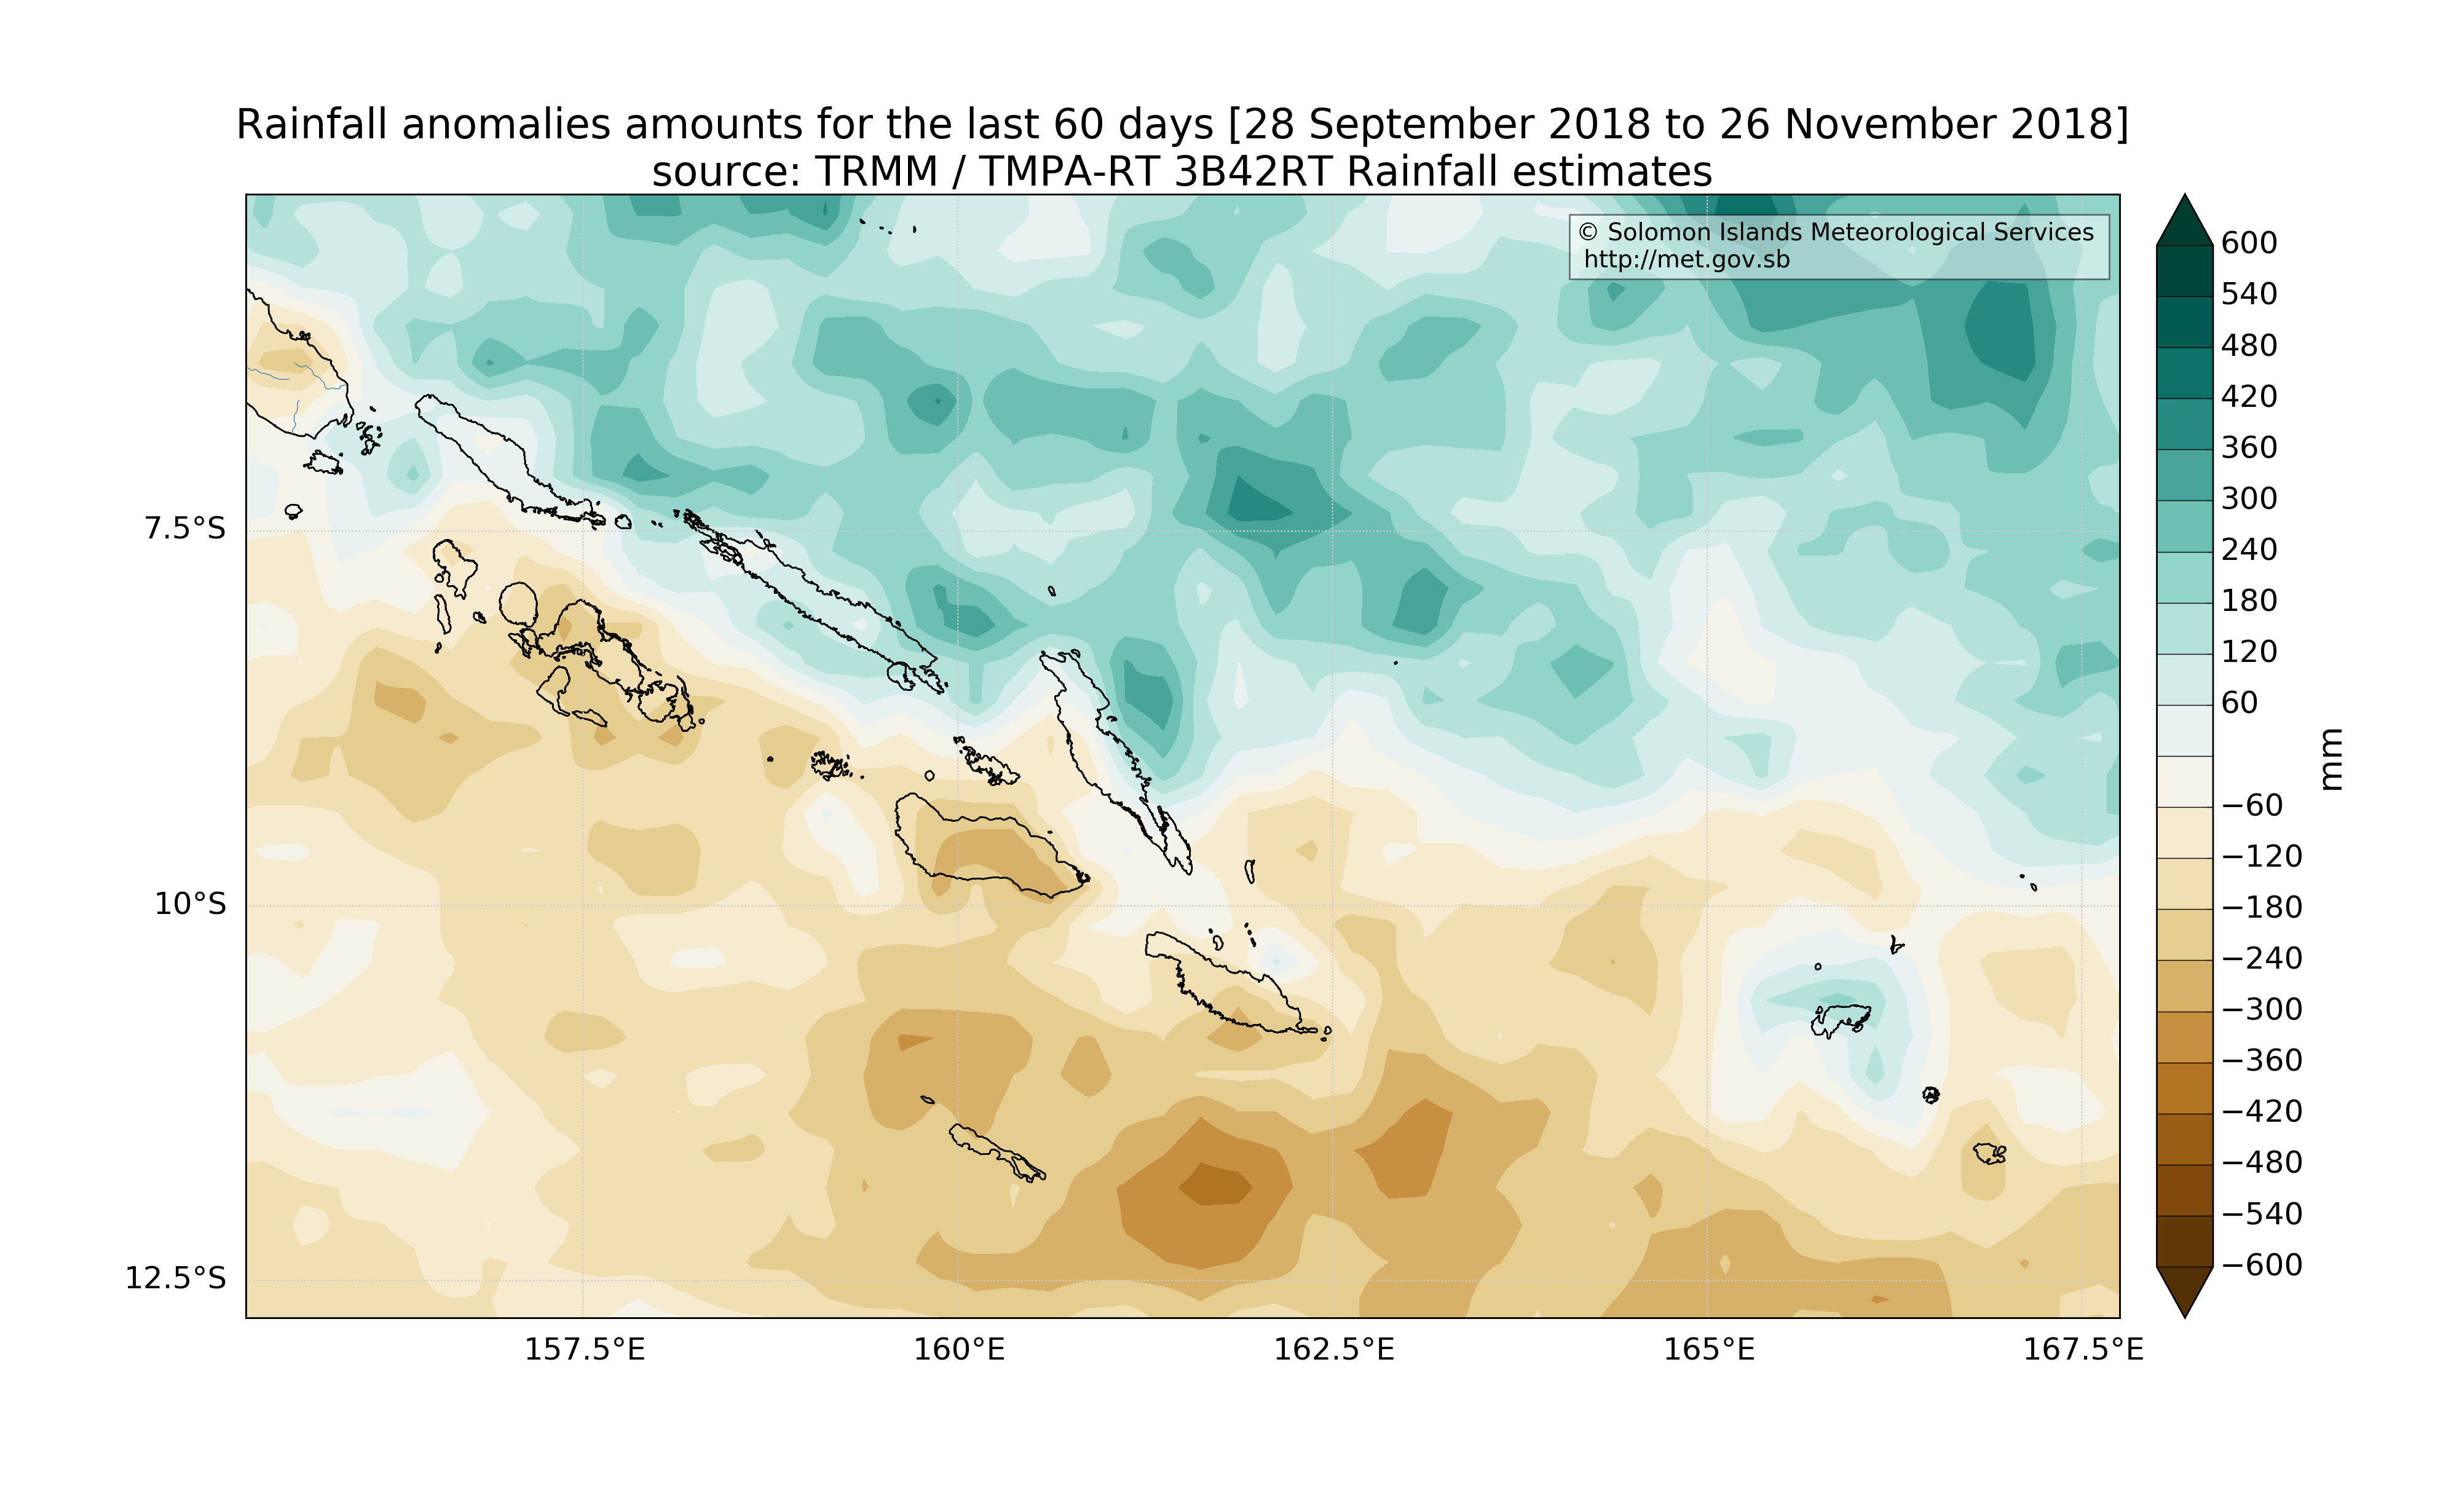 Rainfall anomalies amounts for the last 60 days [28 September 2018 to 26 November 2018]
source: TRMM / TMPA-RT 3B42RT Rainfall estimates
© Solomon Islands Meteorological Services
http://met.gov.sb
7.5°S
10°S
12.5°S
157.5°E
160°E
162.5°E
165°E
167.5°E
600
540
480
420
360
300
240
180
120
60
−60
−120
−180
−240
−300
−360
−420
−480
−540
−600
mm